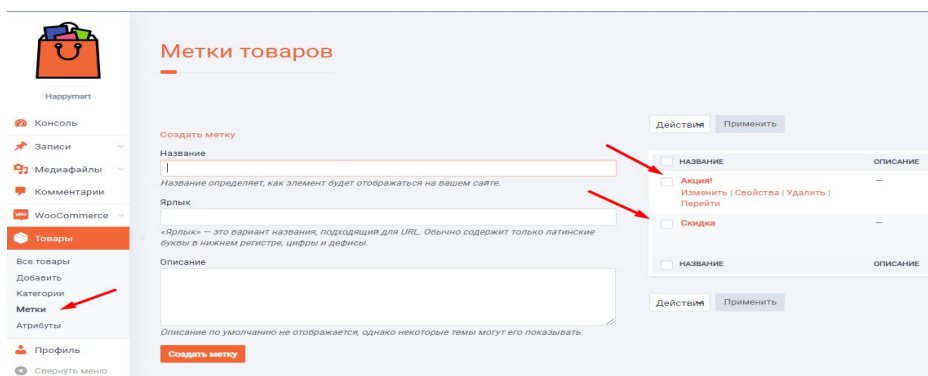 Happymart
Консоль
Записи
Медиафайлы
Комментарии
WooCommerce
Товары
Все товары
Добавить
Категории
Метки
Атрибуты
Профиль
Свернуть меню
Метки товаров
Создать метку
Название
Название определяет, как элемент будет отображаться на вашем сайте.
Ярлык
«Ярлык» — это вариант названия, подходящий для URL. Обычно содержит только латинские
буквы в нижнем регистре, цифры и дефисы.
Описание
Описание по умолчанию не отображается, однако некоторые темы могут его показывать.
Создать метку
Действия Применить
НАЗВАНИЕ ОПИСАНИЕ
Акция! —
Изменить | Свойства | Удалить |
Перейти
Скидка —
НАЗВАНИЕ ОПИСАНИЕ
Действия Применить